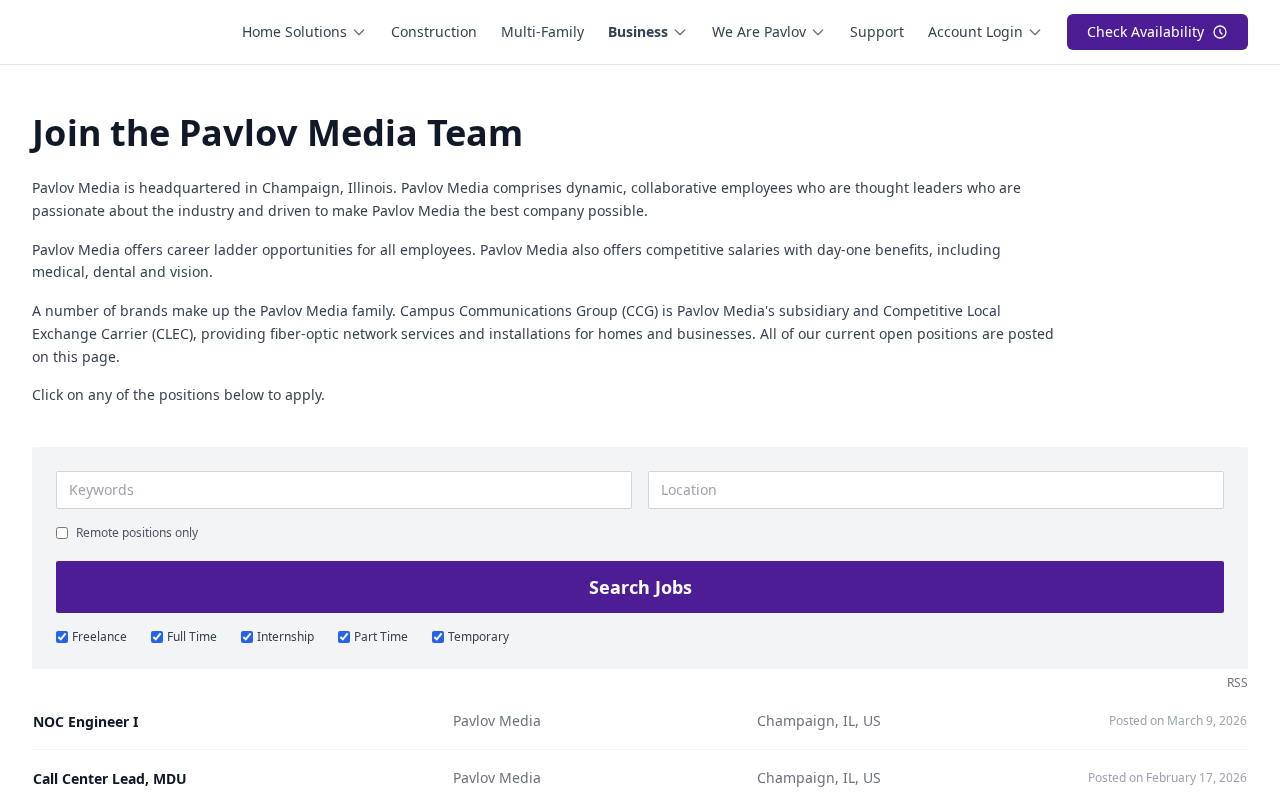 Home Solutions Construction Multi-Family Business We Are Pavlov Support Account Login Check Availability
Join the Pavlov Media Team
Pavlov Media is headquartered in Champaign, Illinois. Pavlov Media comprises dynamic, collaborative employees who are thought leaders who are
passionate about the industry and driven to make Pavlov Media the best company possible.
Pavlov Media offers career ladder opportunities for all employees. Pavlov Media also offers competitive salaries with day-one benefits, including
medical, dental and vision.
A number of brands make up the Pavlov Media family. Campus Communications Group (CCG) is Pavlov Media's subsidiary and Competitive Local
Exchange Carrier (CLEC), providing fiber-optic network services and installations for homes and businesses. All of our current open positions are posted
on this page.
Click on any of the positions below to apply.
Keywords Location
Remote positions only
Search Jobs
Freelance Full Time Internship Part Time Temporary
RSS
NOC Engineer I Pavlov Media Champaign, IL, US Posted on March 9, 2026
Call Center Lead, MDU Pavlov Media Champaign, IL, US Posted on February 17, 2026